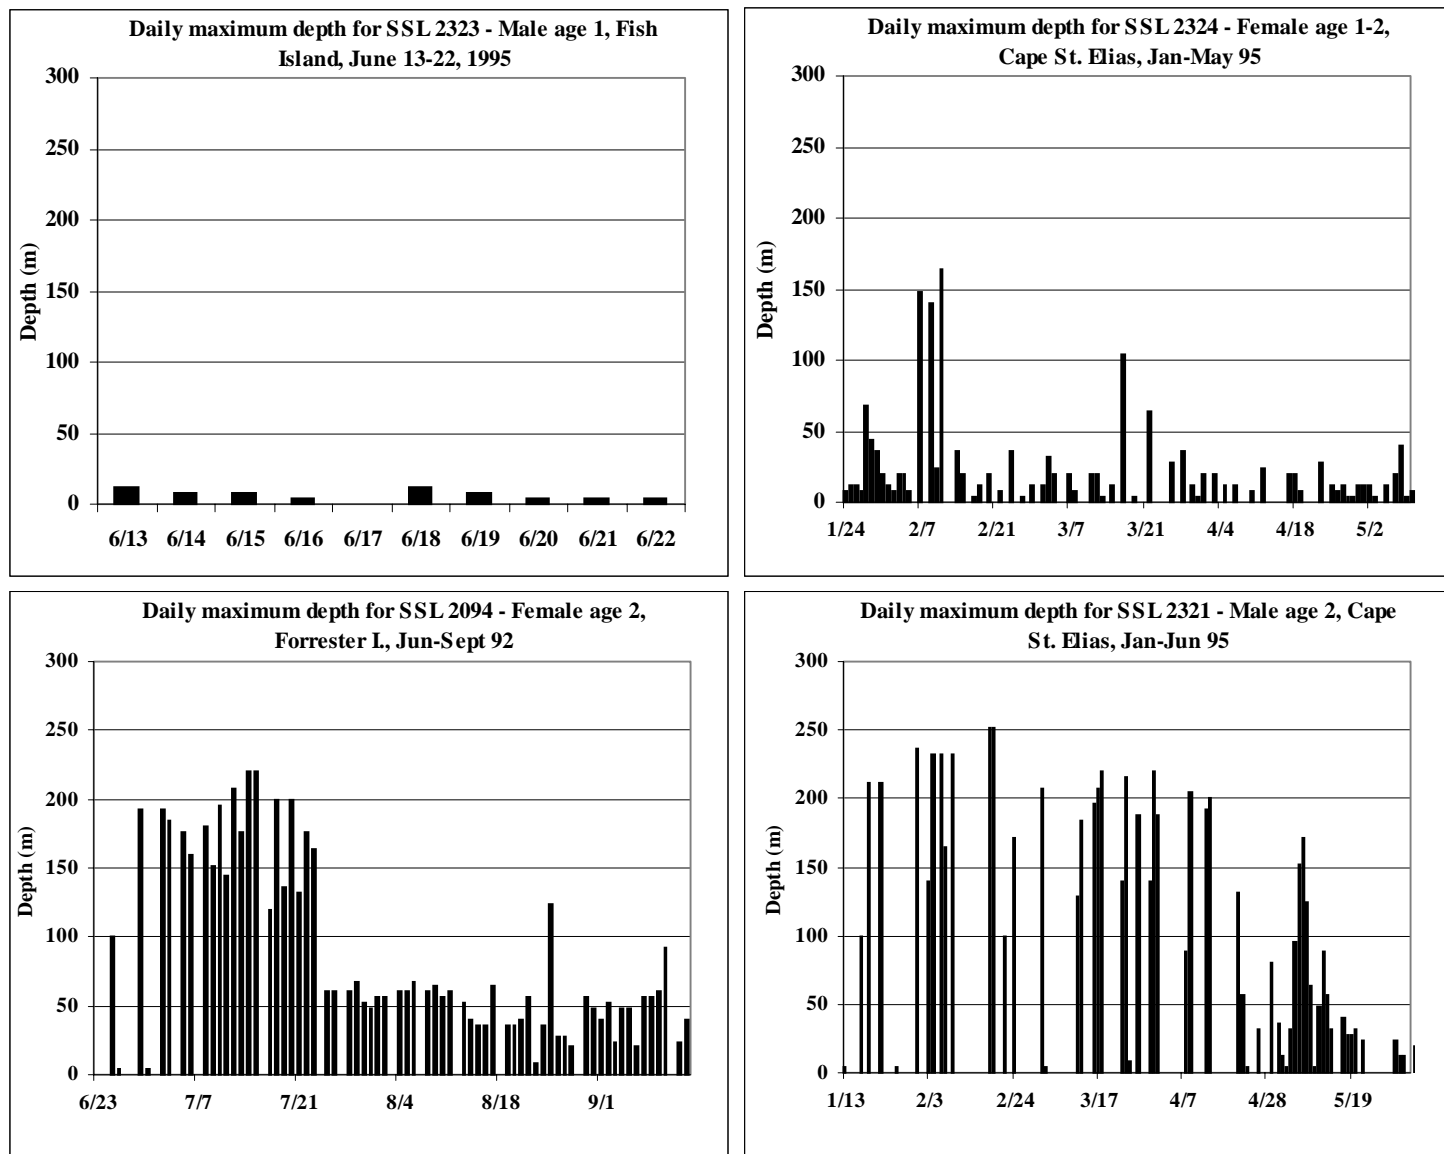 Daily maximum depth for SSL 2323 - Male age 1, Fish
Island, June 13-22, 1995
300
250
200
150
100
50
0
Depth (m)
6/13 6/14 6/15 6/16 6/17 6/18 6/19 6/20 6/21 6/22
Daily maximum depth for SSL 2324 - Female age 1-2,
Cape St. Elias, Jan-May 95
300
250
200
150
100
50
0
Depth (m)
1/24 2/7 2/21 3/7 3/21 4/4 4/18 5/2
Daily maximum depth for SSL 2094 - Female age 2,
Forrester I., Jun-Sept 92
300
250
200
150
100
50
0
Depth (m)
6/23 7/7 7/21 8/4 8/18 9/1
Daily maximum depth for SSL 2321 - Male age 2, Cape
St. Elias, Jan-Jun 95
300
250
200
150
100
50
0
Depth (m)
1/13 2/3 2/24 3/17 4/7 4/28 5/19